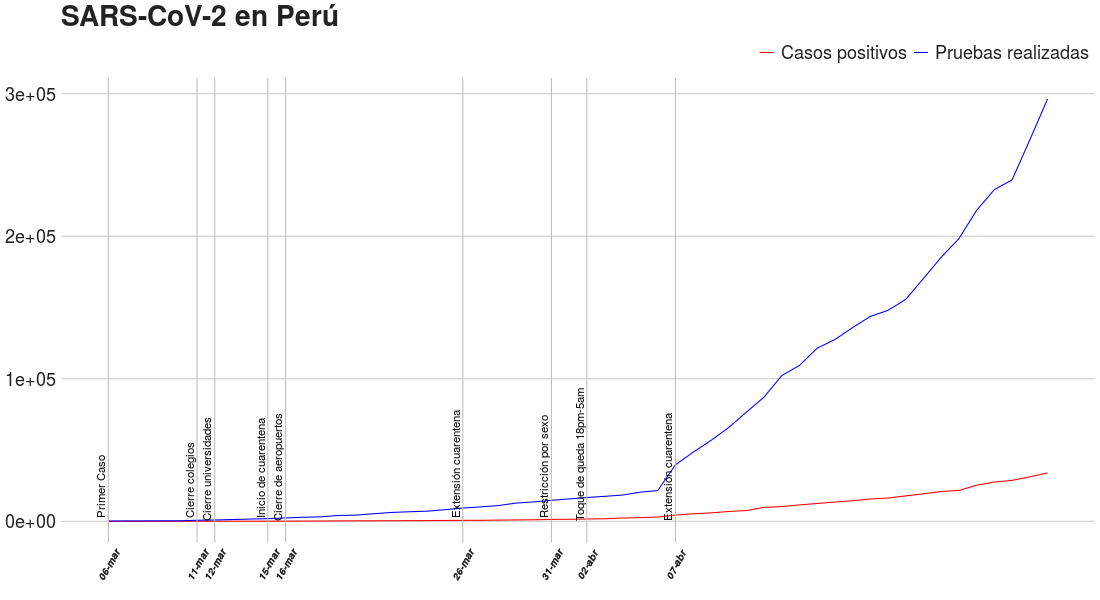 SARS-CoV-2 en Perú
Casos positivos
Pruebas realizadas
3e+05
2e+05
1e+05
0e+00
Primer Caso
Cierre colegios
Cierre universidades
Inicio de cuarentena
Cierre de aeropuertos
Extensión cuarentena
Restricción por sexo
Toque de queda 18pm-5am
Extensión cuarentena
06-mar
11-mar
12-mar
15-mar
16-mar
26-mar
31-mar
02-abr
07-abr